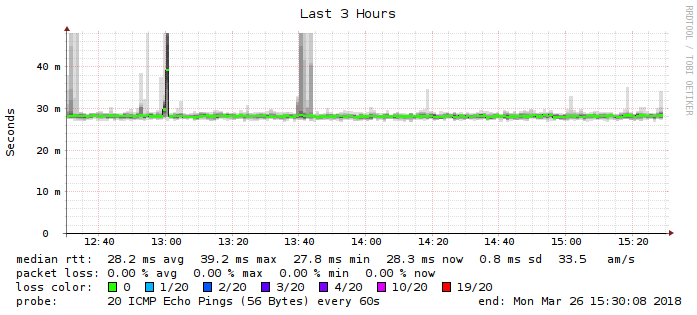 Last 3 Hours
RRDTOOL / TOBI OETIKER
Seconds
40 m
30 m
20 m
10 m
0
12:40 13:00 13:20 13:40 14:00 14:20 14:40 15:00 15:20
median rtt: 28.2 ms avg 39.2 ms max 27.8 ms min 28.3 ms now 0.8 ms sd 33.5 am/s
packet loss: 0.00 % avg 0.00 % max 0.00 % min 0.00 % now
loss color: 0 1/20 2/20 3/20 4/20 10/20 19/20
probe: 20 ICMP Echo Pings (56 Bytes) every 60s end: Mon Mar 26 15:30:08 2018